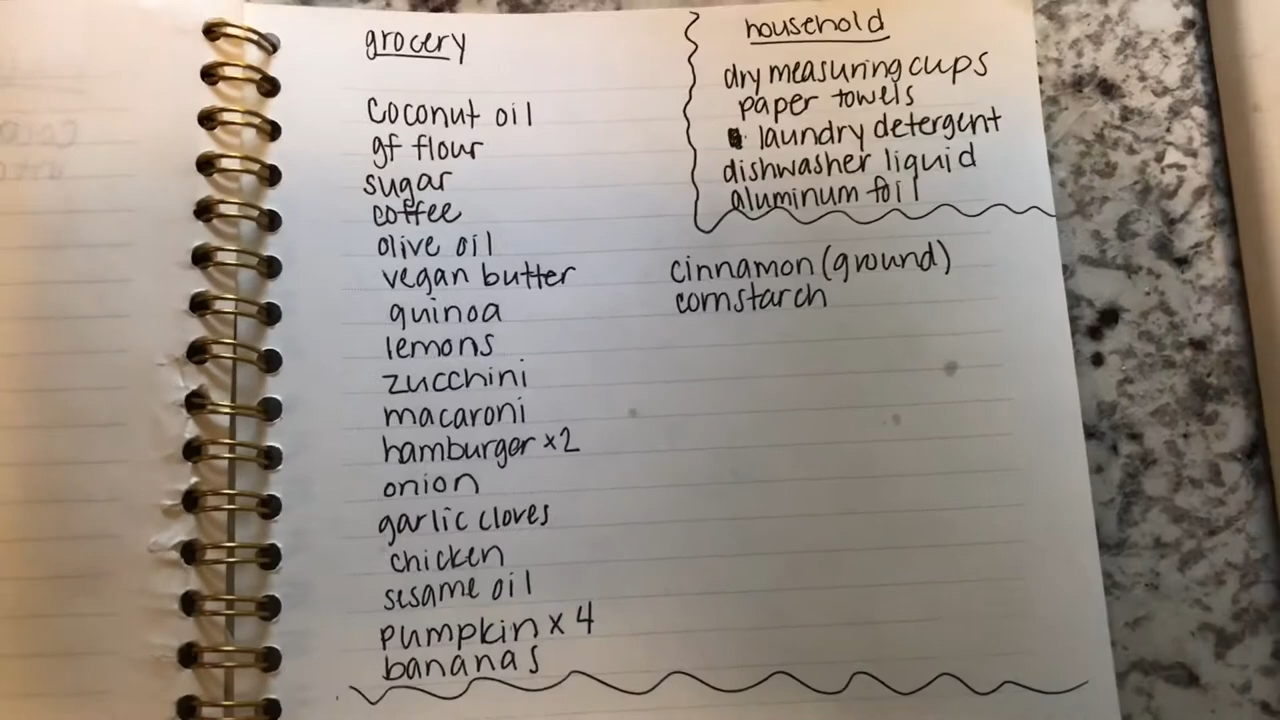 grocery
coconut oil
gf flour
sugar
coffee
olive oil
vegan butter
quinoa
lemons
zucchini
macaroni
hamburger x2
onion
garlic cloves
chicken
sesame oil
pumpkin x 4
bananas
household
dry measuring cups
paper towels
laundry detergent
dishwasher liquid
aluminum foil
cinnamon (ground)
cornstarch